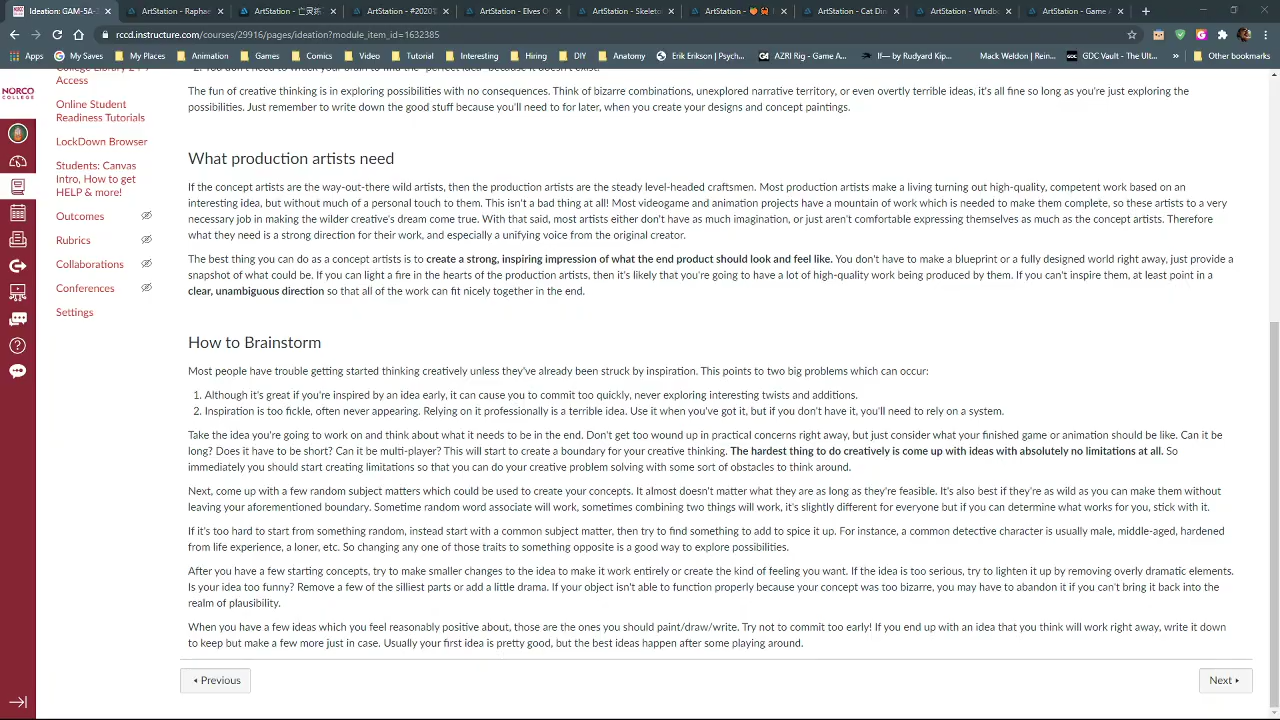 Ideation: GAM-5A-
ArtStation - Raphae
ArtStation - #2020
ArtStation - Elves O
ArtStation - Skeleto
ArtStation -
ArtStation - Cat Din
ArtStation - Windb
ArtStation - Game A
rccd.instructure.com/courses/29916/pages/ideation?module_item_id=1632385
Apps My Saves My Places Animation Games Comics Video Tutorial Interesting Hiring DIY Anatomy Erik Erikson | Psych... AZRI Rig - Game A... If— by Rudyard Kip... Mack Weldon | Rein... GDC Vault - The Ult... » Other bookmarks
NORCO
COLLEGE
Access
Online Student
Readiness Tutorials
LockDown Browser
Students: Canvas
Intro, How to get
HELP & more!
Outcomes
Rubrics
Collaborations
Conferences
Settings
The fun of creative thinking is in exploring possibilities with no consequences. Think of bizarre combinations, unexplored narrative territory, or even overtly terrible ideas, it's all fine so long as you're just exploring the
possibilities. Just remember to write down the good stuff because you'll need to for later, when you create your designs and concept paintings.
What production artists need
If the concept artists are the way-out-there wild artists, then the production artists are the steady level-headed craftsmen. Most production artists make a living turning out high-quality, competent work based on an
interesting idea, but without much of a personal touch to them. This isn't a bad thing at all! Most videogame and animation projects have a mountain of work which is needed to make them complete, so these artists to a very
necessary job in making the wilder creative's dream come true. With that said, most artists either don't have as much imagination, or just aren't comfortable expressing themselves as much as the concept artists. Therefore
what they need is a strong direction for their work, and especially a unifying voice from the original creator.
The best thing you can do as a concept artists is to create a strong, inspiring impression of what the end product should look and feel like. You don't have to make a blueprint or a fully designed world right away, just provide a
snapshot of what could be. If you can light a fire in the hearts of the production artists, then it's likely that you're going to have a lot of high-quality work being produced by them. If you can't inspire them, at least point in a
clear, unambiguous direction so that all of the work can fit nicely together in the end.
How to Brainstorm
Most people have trouble getting started thinking creatively unless they've already been struck by inspiration. This points to two big problems which can occur:
1. Although it's great if you're inspired by an idea early, it can cause you to commit too quickly, never exploring interesting twists and additions.
2. Inspiration is too fickle, often never appearing. Relying on it professionally is a terrible idea. Use it when you've got it, but if you don't have it, you'll need to rely on a system.
Take the idea you're going to work on and think about what it needs to be in the end. Don't get too wound up in practical concerns right away, but just consider what your finished game or animation should be like. Can it be
long? Does it have to be short? Can it be multi-player? This will start to create a boundary for your creative thinking. The hardest thing to do creatively is come up with ideas with absolutely no limitations at all. So
immediately you should start creating limitations so that you can do your creative problem solving with some sort of obstacles to think around.
Next, come up with a few random subject matters which could be used to create your concepts. It almost doesn't matter what they are as long as they're feasible. It's also best if they're as wild as you can make them without
leaving your aforementioned boundary. Sometime random word associate will work, sometimes combining two things will work, it's slightly different for everyone but if you can determine what works for you, stick with it.
If it's too hard to start from something random, instead start with a common subject matter, then try to find something to add to spice it up. For instance, a common detective character is usually male, middle-aged, hardened
from life experience, a loner, etc. So changing any one of those traits to something opposite is a good way to explore possibilities.
After you have a few starting concepts, try to make smaller changes to the idea to make it work entirely or create the kind of feeling you want. If the idea is too serious, try to lighten it up by removing overly dramatic elements.
Is your idea too funny? Remove a few of the silliest parts or add a little drama. If your object isn't able to function properly because your concept was too bizarre, you may have to abandon it if you can't bring it back into the
realm of plausibility.
When you have a few ideas which you feel reasonably positive about, those are the ones you should paint/draw/write. Try not to commit too early! If you end up with an idea that you think will work right away, write it down
to keep but make a few more just in case. Usually your first idea is pretty good, but the best ideas happen after some playing around.
Previous
Next